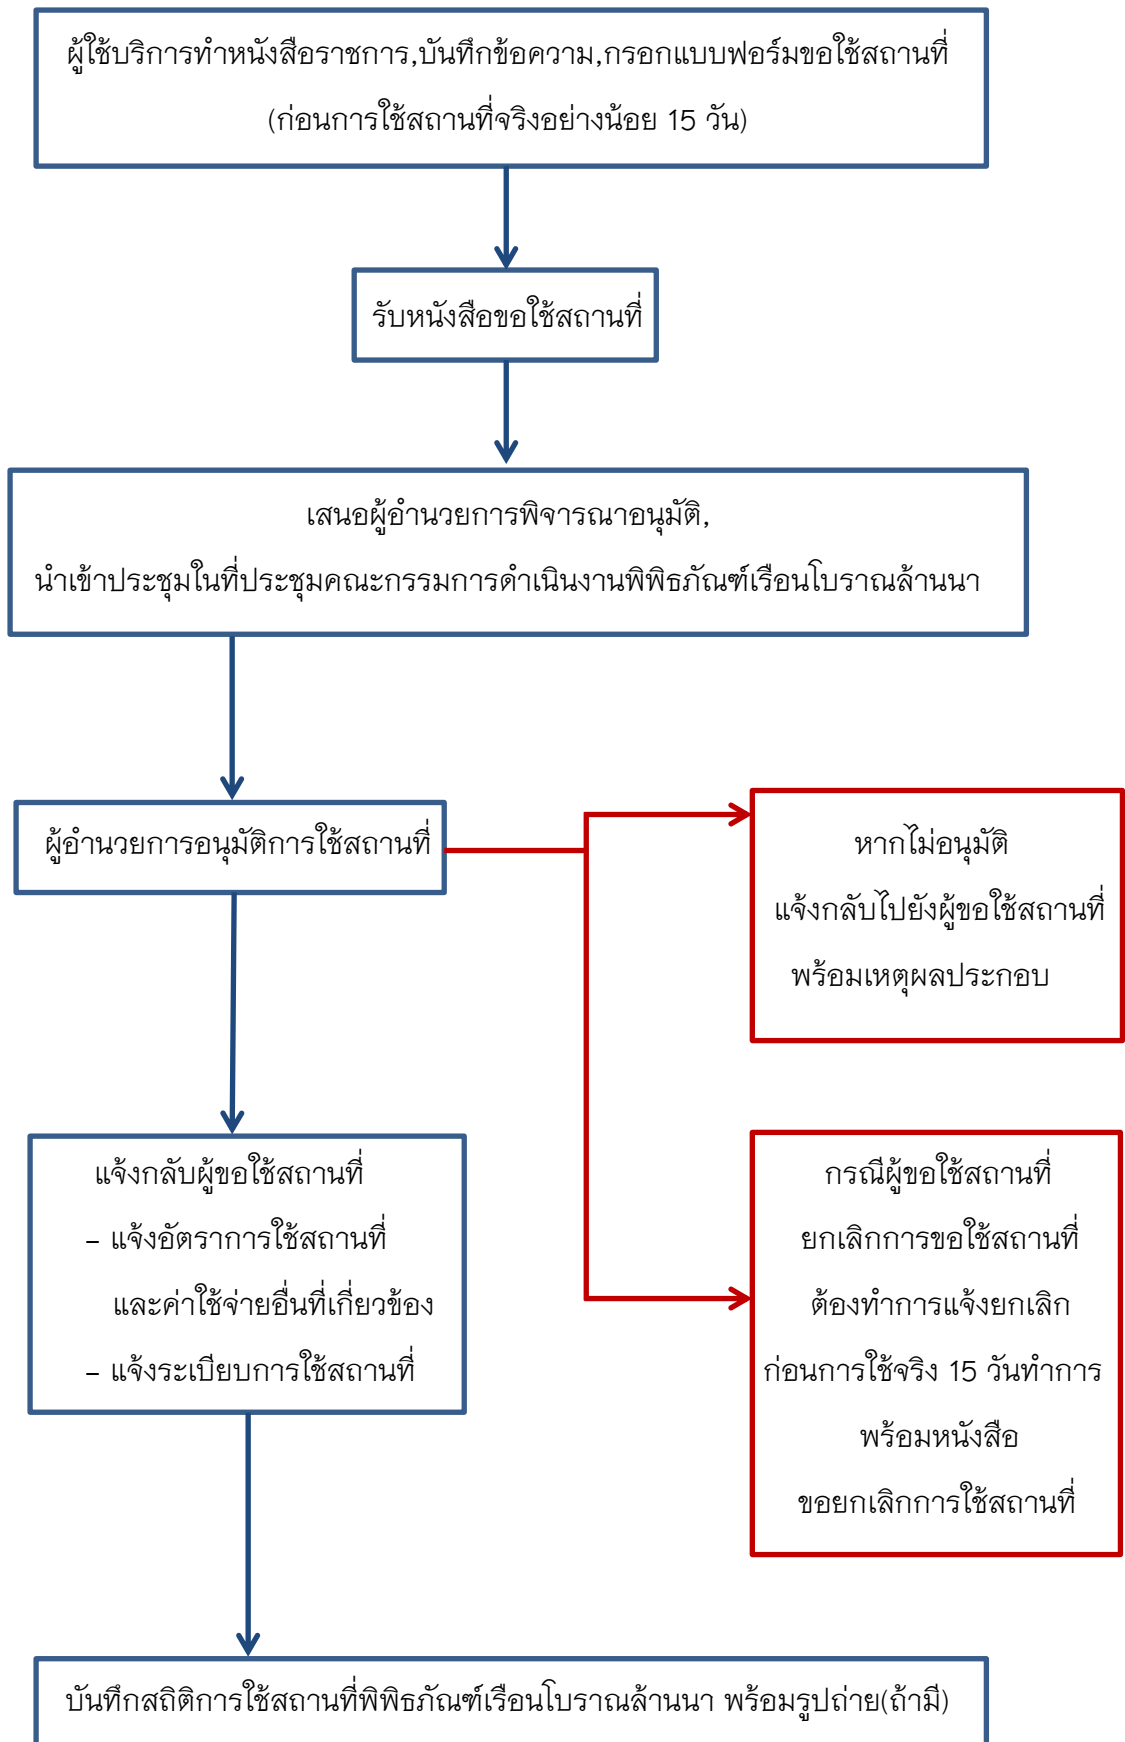 ผู้ใช้บริการทำหนังสือราชการ,บันทึกข้อความ,กรอกแบบฟอร์มขอใช้สถานที่
(ก่อนการใช้สถานที่จริงอย่างน้อย 15 วัน)
รับหนังสือขอใช้สถานที่
เสนอผู้อำนวยการพิจารณาอนุมัติ,
นำเข้าประชุมในที่ประชุมคณะกรรมการดำเนินงานพิพิธภัณฑ์เรือนโบราณล้านนา
ผู้อำนวยการอนุมัติการใช้สถานที่
หากไม่อนุมัติ
แจ้งกลับไปยังผู้ขอใช้สถานที่
พร้อมเหตุผลประกอบ
แจ้งกลับผู้ขอใช้สถานที่
– แจ้งอัตราการใช้สถานที่
และค่าใช้จ่ายอื่นที่เกี่ยวข้อง
– แจ้งระเบียบการใช้สถานที่
กรณีผู้ขอใช้สถานที่
ยกเลิกการขอใช้สถานที่
ต้องทำการแจ้งยกเลิก
ก่อนการใช้จริง 15 วันทำการ
พร้อมหนังสือ
ขอยกเลิกการใช้สถานที่
บันทึกสถิติการใช้สถานที่พิพิธภัณฑ์เรือนโบราณล้านนา พร้อมรูปถ่าย(ถ้ามี)